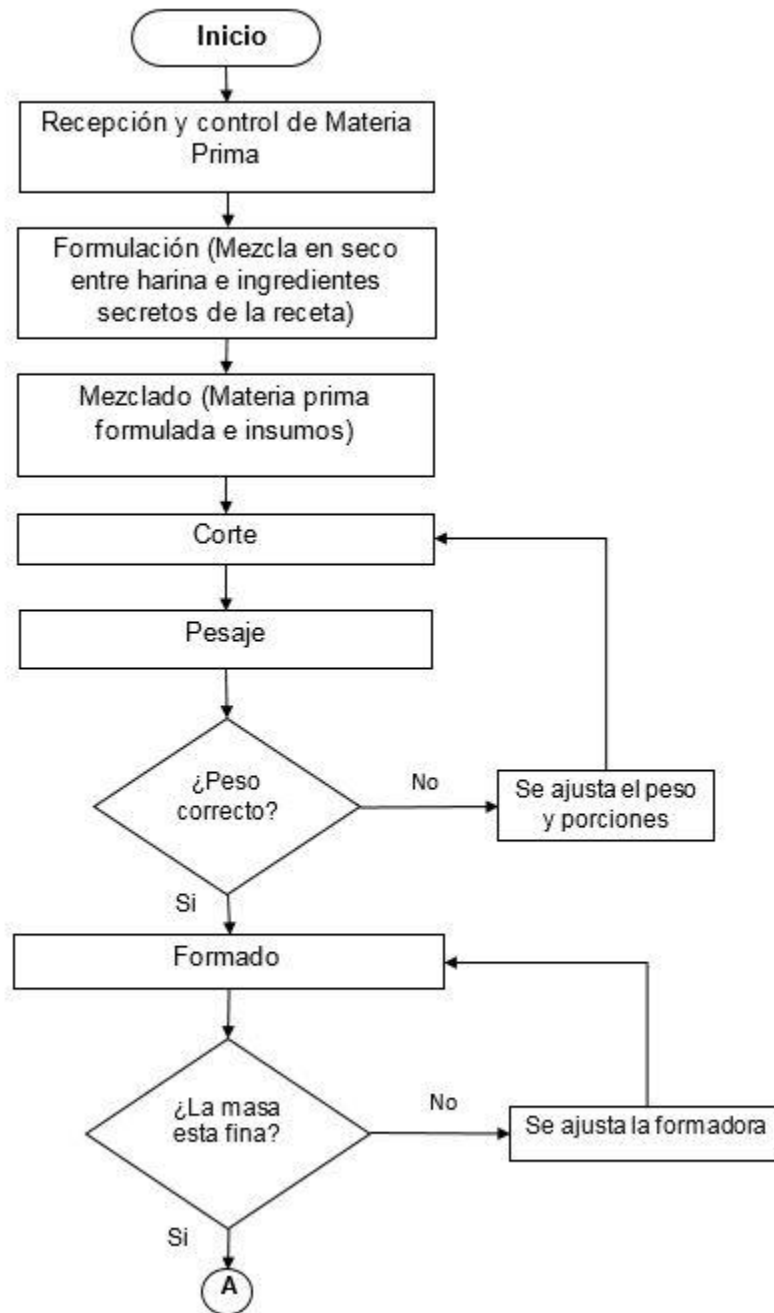 Inicio
Recepción y control de Materia
Prima
Formulación (Mezcla en seco
entre harina e ingredientes
secretos de la receta)
Mezclado (Materia prima
formulada e insumos)
Corte
Pesaje
¿Peso
correcto?
No
Se ajusta el peso
y porciones
Si
Formado
¿La masa
esta fina?
No
Se ajusta la formadora
Si
A